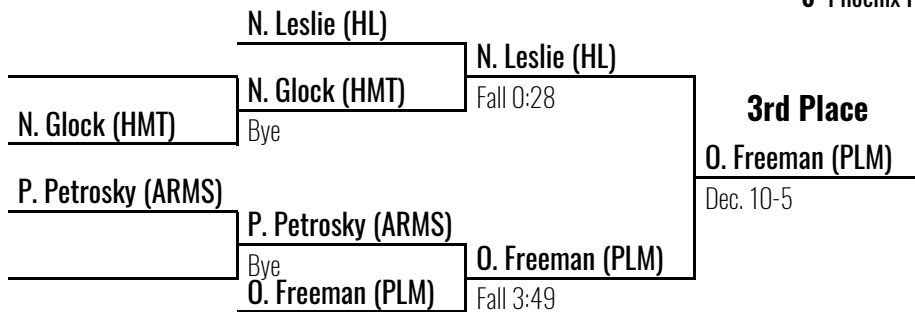 N. Leslie (HL)
N. Leslie (HL)
N. Glock (HMT)
Fall 0:28
3rd Place
N. Glock (HMT)
Bye
O. Freeman (PLM)
P. Petrosky (ARMS)
Dec. 10-5
P. Petrosky (ARMS)
Bye
O. Freeman (PLM)
O. Freeman (PLM)
Fall 3:49